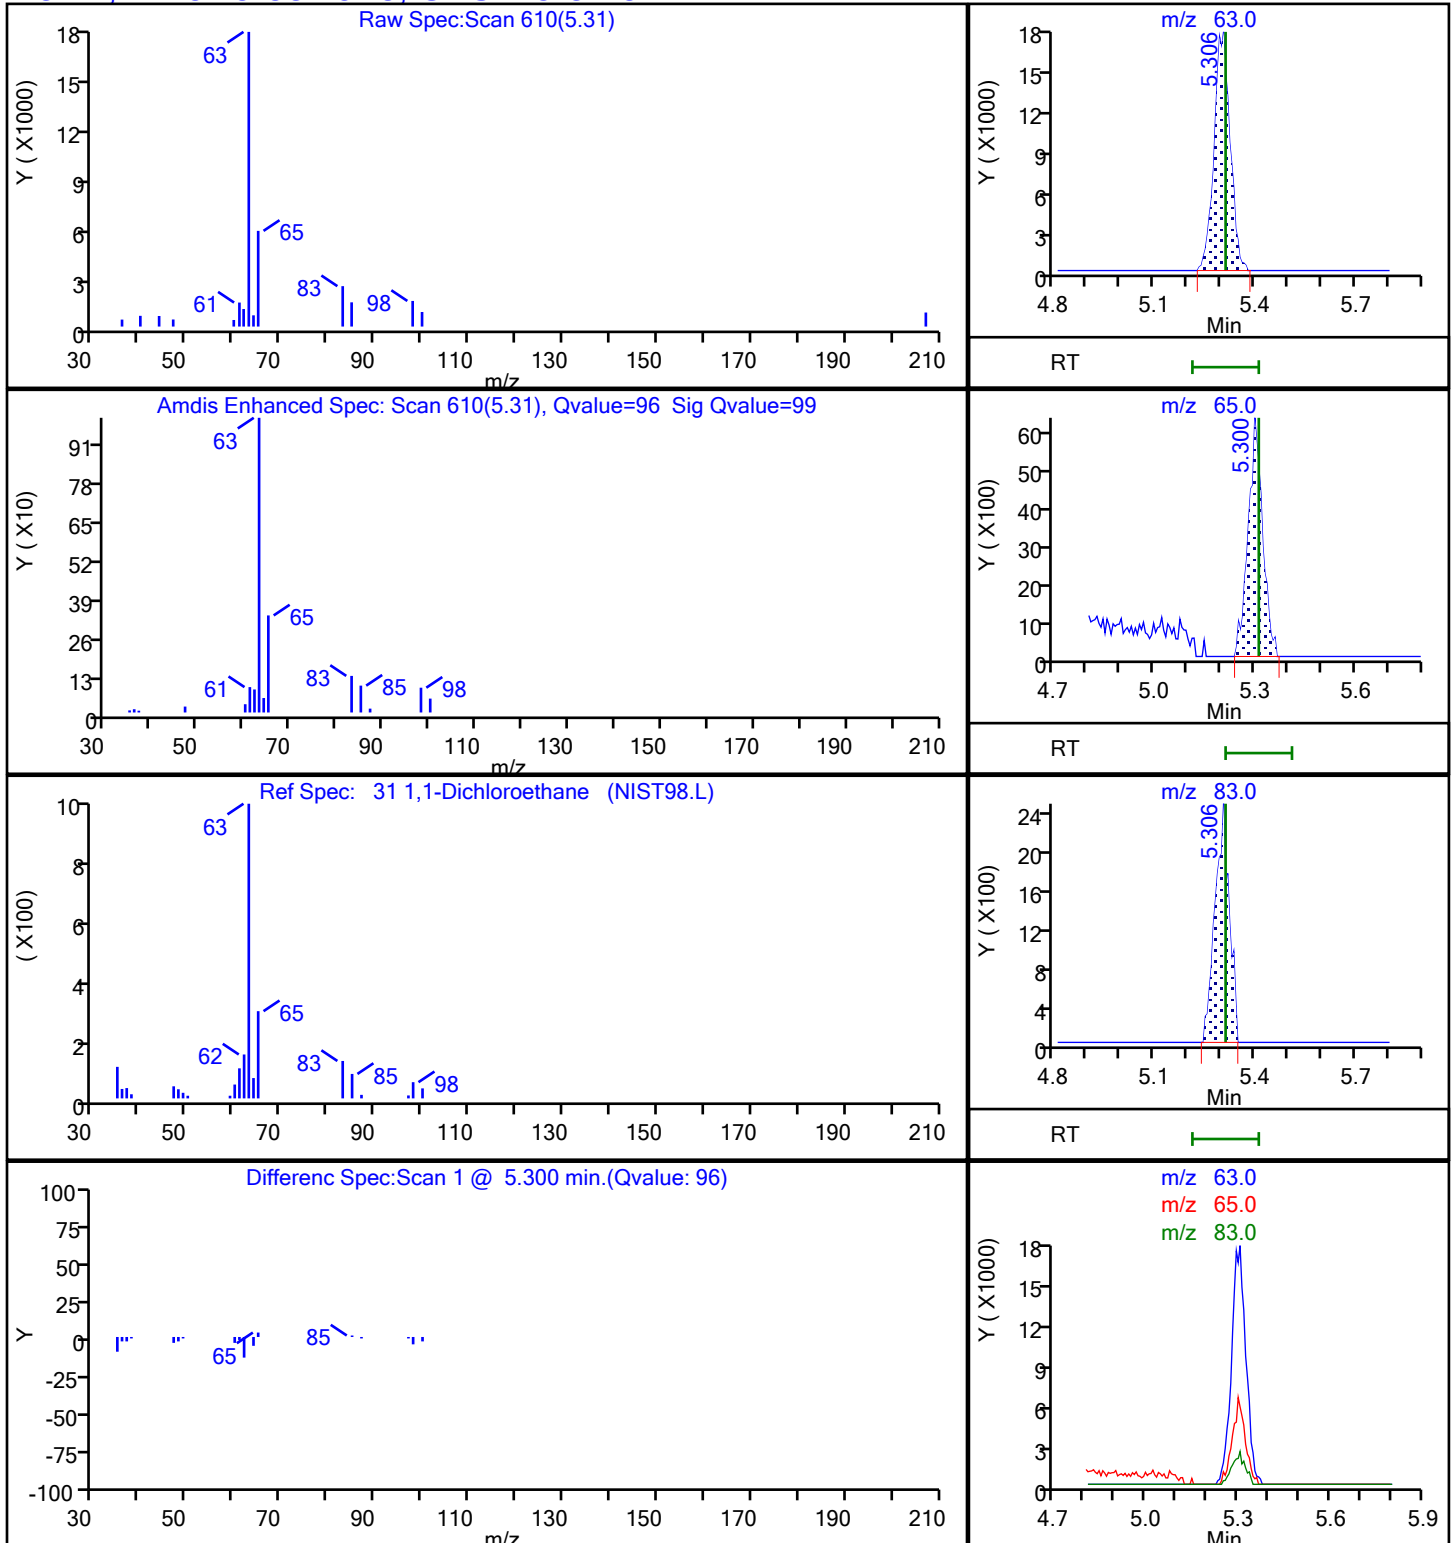 Raw Spec:Scan 610(5.31)
Y ( X1000)
18
15
12
9
6
3
0
63
65
61
83
98
30 50 70 90 110 130 150 170 190 210
m/z
m/z 63.0
Y ( X1000)
18
15
12
9
6
3
0
5.306
4.8 5.1 5.4 5.7
Min
RT
Amdis Enhanced Spec: Scan 610(5.31), Qvalue=96 Sig Qvalue=99
Y ( X10)
91
78
65
52
39
26
13
0
63
65
61
83
85
98
30 50 70 90 110 130 150 170 190 210
m/z
m/z 65.0
Y ( X100)
60
50
40
30
20
10
0
5.300
4.7 5.0 5.3 5.6
Min
RT
Ref Spec: 31 1,1-Dichloroethane (NIST98.L)
( X100)
10
8
6
4
2
0
63
65
62
83
85
98
30 50 70 90 110 130 150 170 190 210
m/z
m/z 83.0
Y ( X100)
24
20
16
12
8
4
0
5.306
4.8 5.1 5.4 5.7
Min
RT
Differenc Spec:Scan 1 @ 5.300 min.(Qvalue: 96)
Y
100
75
50
25
0
-25
-50
-75
-100
65
85
30 50 70 90 110 130 150 170 190 210
m/z
m/z 63.0
m/z 65.0
m/z 83.0
Y ( X1000)
18
15
12
9
6
3
0
4.7 5.0 5.3 5.6 5.9
Min